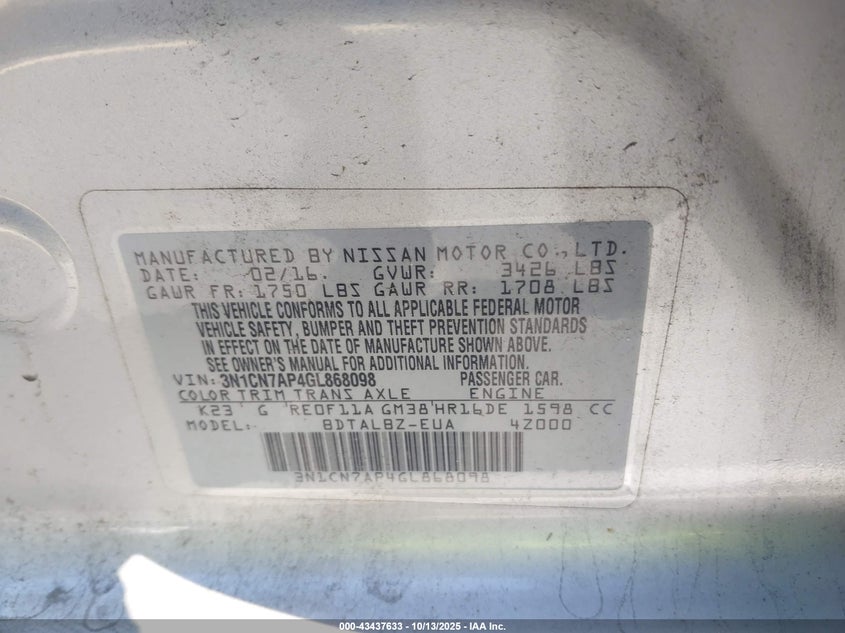 MANUFACTURED BY NISSAN MOTOR CO., LTD.
DATE: 02/16. GVWR: 3426 LBS
GAWR FR: 1750 LBS GAWR RR: 1708 LBS
THIS VEHICLE CONFORMS TO ALL APPLICABLE FEDERAL MOTOR
VEHICLE SAFETY, BUMPER AND THEFT PREVENTION STANDARDS
IN EFFECT ON THE DATE OF MANUFACTURE SHOWN ABOVE.
SEE OWNER'S MANUAL FOR ADDITIONAL INFORMATION.
VIN: 3N1CN7AP4GL868098 PASSENGER CAR.
COLOR TRIM TRANS AXLE ENGINE
K23 G RE0F11A GM38 HR16DE 1598 CC
MODEL: BDTALBZ-EUA 4Z000
3N1CN7AP4GL868098
000-43437633 - 10/13/2025 - IAA Inc.